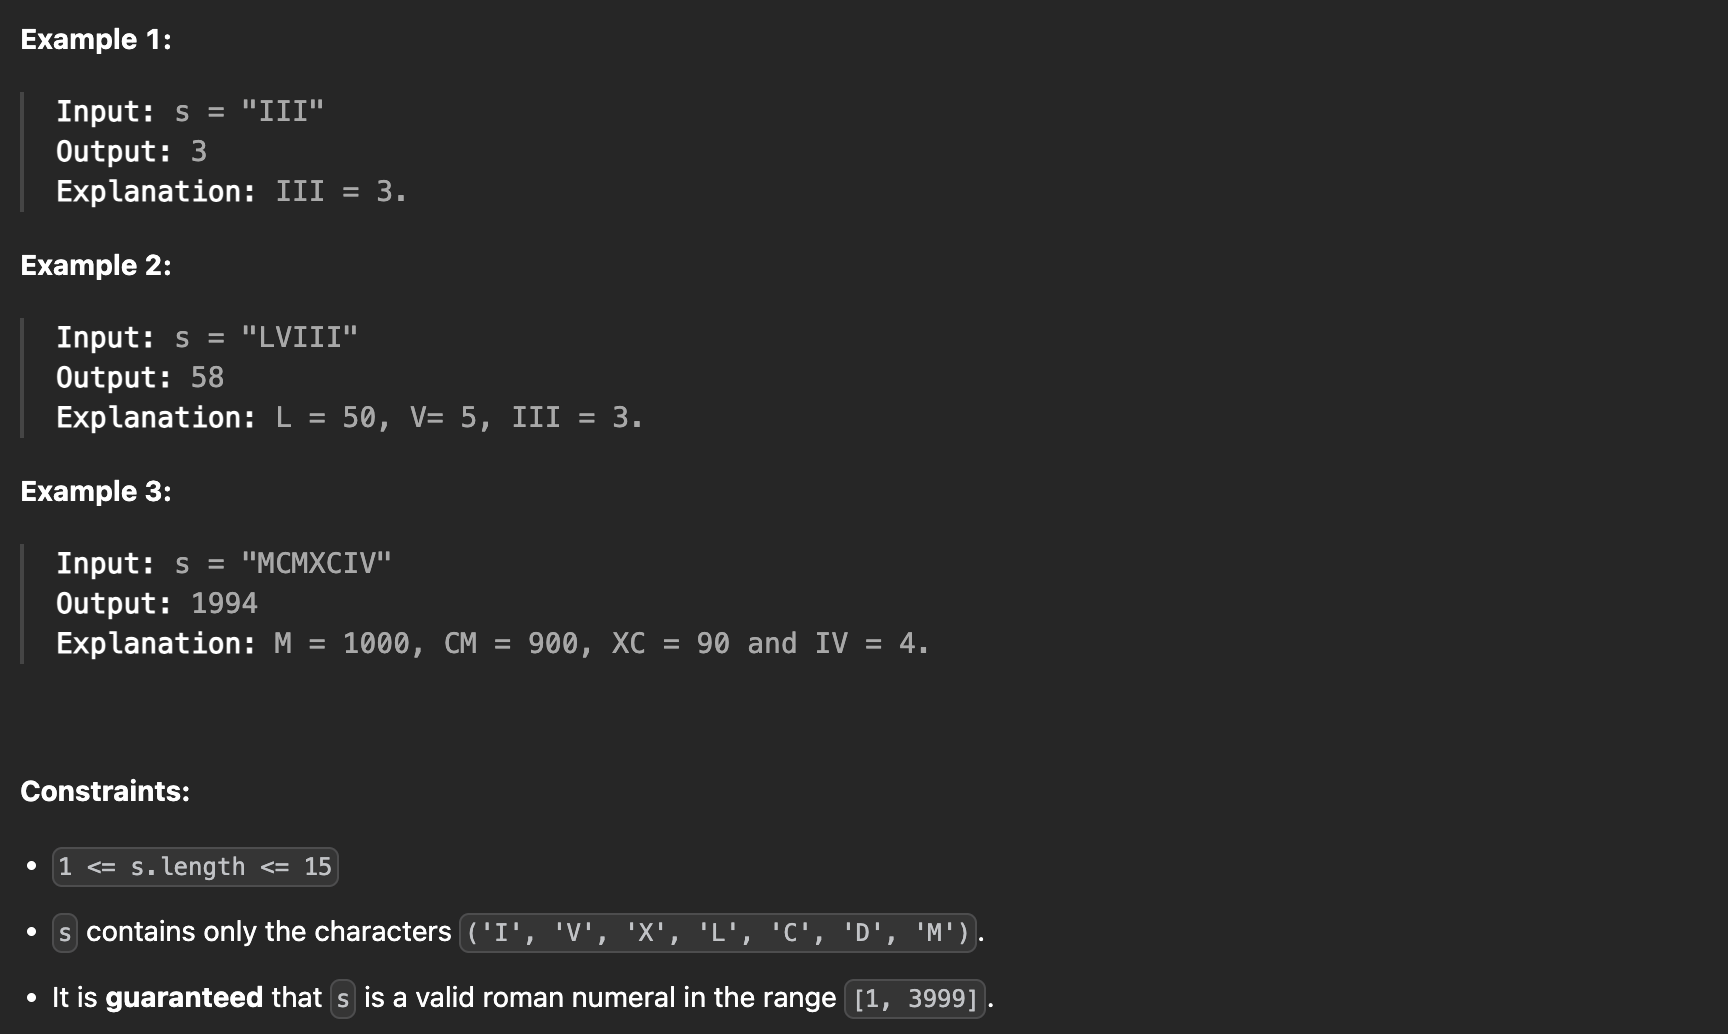 Example 1:
Input: s = "III"
Output: 3
Explanation: III = 3.
Example 2:
Input: s = "LVIII"
Output: 58
Explanation: L = 50, V= 5, III = 3.
Example 3:
Input: s = "MCMXCIV"
Output: 1994
Explanation: M = 1000, CM = 900, XC = 90 and IV = 4.
Constraints:
• 1 <= s.length <= 15
• s contains only the characters ('I', 'V', 'X', 'L', 'C', 'D', 'M').
• It is guaranteed that s is a valid roman numeral in the range [1, 3999].